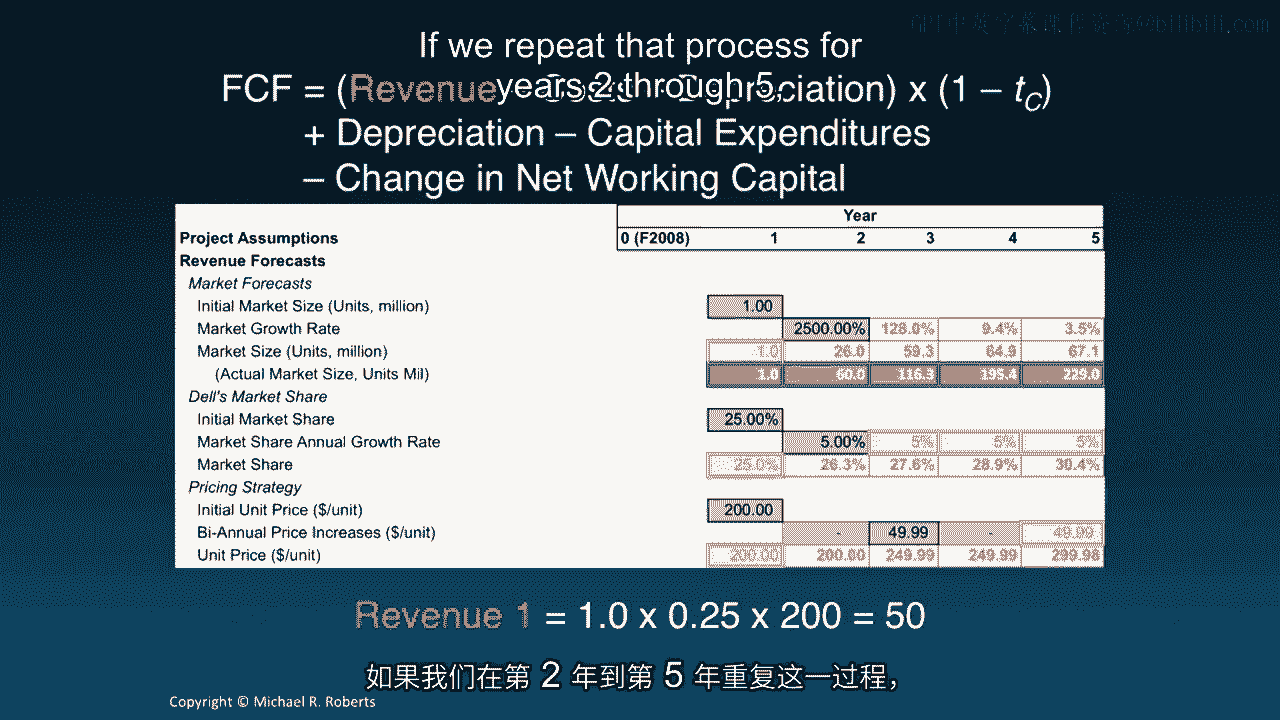 GPT中英字幕课程资源@bilibili.com
If we repeat that process for
years 2 through 5,
FCF = (Revenue – Costs – Depreciation) x (1 – tC)
+ Depreciation – Capital Expenditures
– Change in Net Working Capital
Year
Project Assumptions 0 (F2008) 1 2 3 4 5
Revenue Forecasts
Market Forecasts
Initial Market Size (Units, million) 1.00
Market Growth Rate 2500.00% 128.0% 9.4% 3.5%
Market Size (Units, million) 1.0 26.0 59.3 64.9 67.1
(Actual Market Size, Units Mil) 1.0 60.0 116.3 195.4 229.0
Dell's Market Share
Initial Market Share 25.00%
Market Share Annual Growth Rate 5.00% 5% 5% 5%
Market Share 25.0% 26.3% 27.6% 28.9% 30.4%
Pricing Strategy
Initial Unit Price ($/unit) 200.00
Bi-Annual Price Increases ($/unit) - 49.99 - 49.99
Unit Price ($/unit) 200.00 200.00 249.99 249.99 299.98
Revenue 1 = 1.0 x 0.25 x 200 = 50
如果我们在第 2 年到第 5 年重复这一过程，
Copyright © Michael R. Roberts